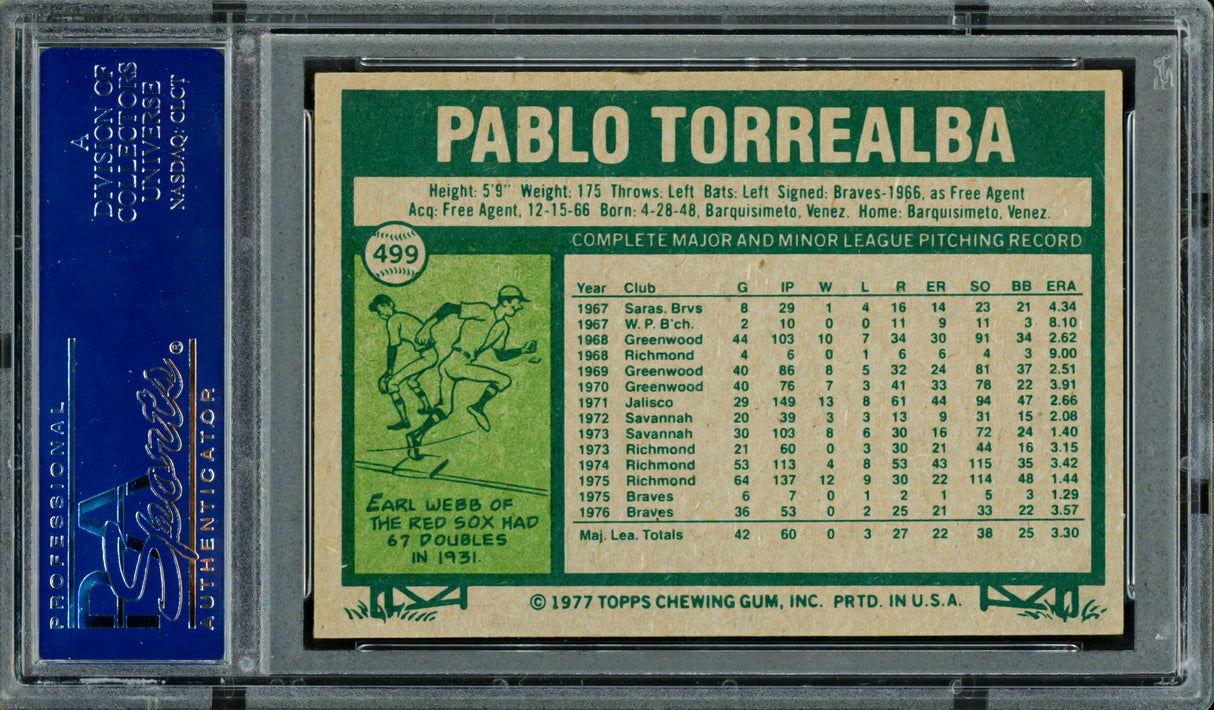 A
DIVISION OF
COLLECTORS
UNIVERSE
NASDAQ: CLCT
PROFESSIONAL
PSA
Sports®
AUTHENTICATOR
PABLO TORREALBA
Height: 5'9" Weight: 175 Throws: Left Bats: Left Signed: Braves-1966, as Free Agent
Acq: Free Agent, 12-15-66 Born: 4-28-48, Barquisimeto, Venez. Home: Barquisimeto, Venez.
499
COMPLETE MAJOR AND MINOR LEAGUE PITCHING RECORD
Year Club G IP W L R ER SO BB ERA
1967 Saras. Brvs 8 29 1 4 16 14 23 21 4.34
1967 W. P. B'ch. 2 10 0 0 11 9 11 3 8.10
1968 Greenwood 44 103 10 7 34 30 91 34 2.62
1968 Richmond 4 6 0 1 6 6 4 3 9.00
1969 Greenwood 40 86 8 5 32 24 81 37 2.51
1970 Greenwood 40 76 7 3 41 33 78 22 3.91
1971 Jalisco 29 149 13 8 61 44 94 47 2.66
1972 Savannah 20 39 3 3 13 9 31 15 2.08
1973 Savannah 30 103 8 6 30 16 72 24 1.40
1973 Richmond 21 60 0 3 30 21 44 16 3.15
1974 Richmond 53 113 4 8 53 43 115 35 3.42
1975 Richmond 64 137 12 9 30 22 114 48 1.44
1975 Braves 6 7 0 1 2 1 5 3 1.29
1976 Braves 36 53 0 2 25 21 33 22 3.57
Maj. Lea. Totals 42 60 0 3 27 22 38 25 3.30
EARL WEBB OF
THE RED SOX HAD
67 DOUBLES
IN 1931.
© 1977 TOPPS CHEWING GUM, INC. PRTD. IN U.S.A.